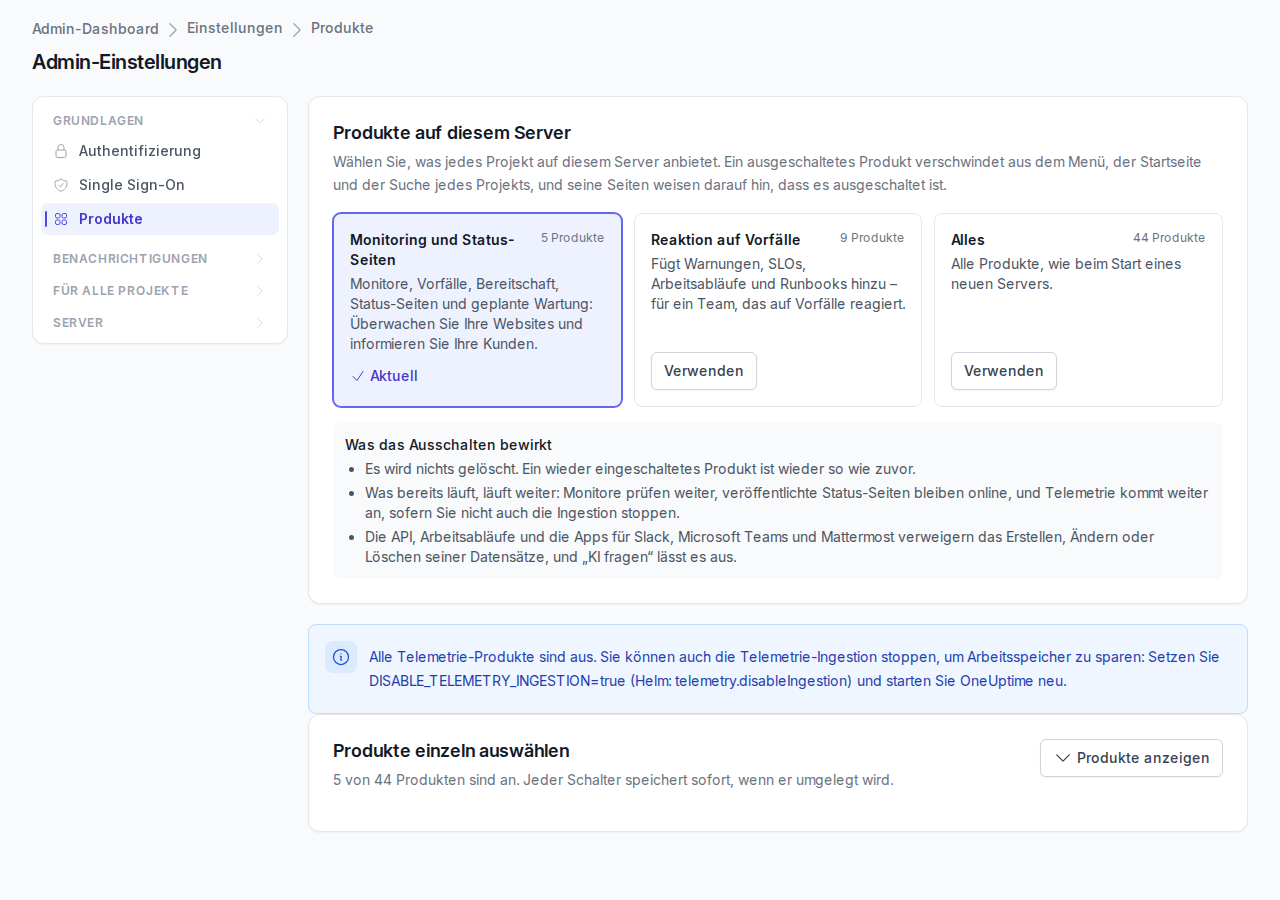 Admin-Dashboard
Einstellungen
Produkte
Admin-Einstellungen
GRUNDLAGEN
Authentifizierung
Single Sign-On
Produkte
BENACHRICHTIGUNGEN
FÜR ALLE PROJEKTE
SERVER
Produkte auf diesem Server
Wählen Sie, was jedes Projekt auf diesem Server anbietet. Ein ausgeschaltetes Produkt verschwindet aus dem Menü, der Startseite
und der Suche jedes Projekts, und seine Seiten weisen darauf hin, dass es ausgeschaltet ist.
Monitoring und Status-
Seiten
5 Produkte
Monitore, Vorfälle, Bereitschaft,
Status-Seiten und geplante Wartung:
Überwachen Sie Ihre Websites und
informieren Sie Ihre Kunden.
Aktuell
Reaktion auf Vorfälle
9 Produkte
Fügt Warnungen, SLOs,
Arbeitsabläufe und Runbooks hinzu –
für ein Team, das auf Vorfälle reagiert.
Verwenden
Alles
44 Produkte
Alle Produkte, wie beim Start eines
neuen Servers.
Verwenden
Was das Ausschalten bewirkt
• Es wird nichts gelöscht. Ein wieder eingeschaltetes Produkt ist wieder so wie zuvor.
• Was bereits läuft, läuft weiter: Monitore prüfen weiter, veröffentlichte Status-Seiten bleiben online, und Telemetrie kommt weiter
an, sofern Sie nicht auch die Ingestion stoppen.
• Die API, Arbeitsabläufe und die Apps für Slack, Microsoft Teams und Mattermost verweigern das Erstellen, Ändern oder
Löschen seiner Datensätze, und „KI fragen“ lässt es aus.
Alle Telemetrie-Produkte sind aus. Sie können auch die Telemetrie-Ingestion stoppen, um Arbeitsspeicher zu sparen: Setzen Sie
DISABLE_TELEMETRY_INGESTION=true (Helm: telemetry.disableIngestion) und starten Sie OneUptime neu.
Produkte einzeln auswählen
5 von 44 Produkten sind an. Jeder Schalter speichert sofort, wenn er umgelegt wird.
Produkte anzeigen